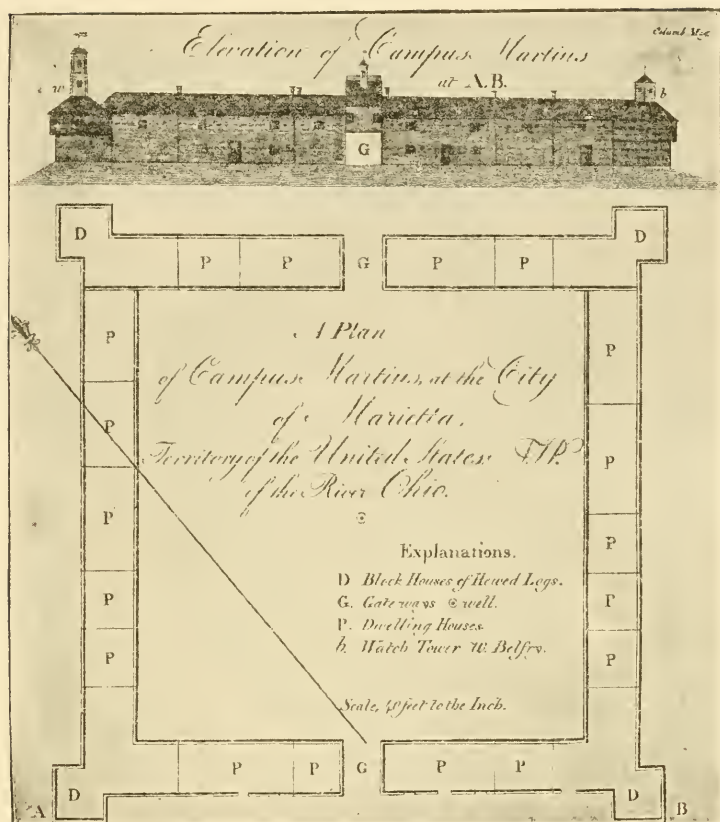 Columb Mag
Elevation of Campus Martius
at A.B.
w
b
G
D
D
P P G P P
P
P
P
P
P
P
P
P
P
P
A Plan
of Campus Martius, at the City
of Marietta,
Territory of the United States N.W.
of the River Ohio.
Explanations.
D Block Houses of Hewed Logs.
G. Gateways ⊙ well.
P. Dwelling Houses.
b. Watch Tower W. Belfry.
Scale, 40 feet to the Inch.
P P G P P
A D
D B